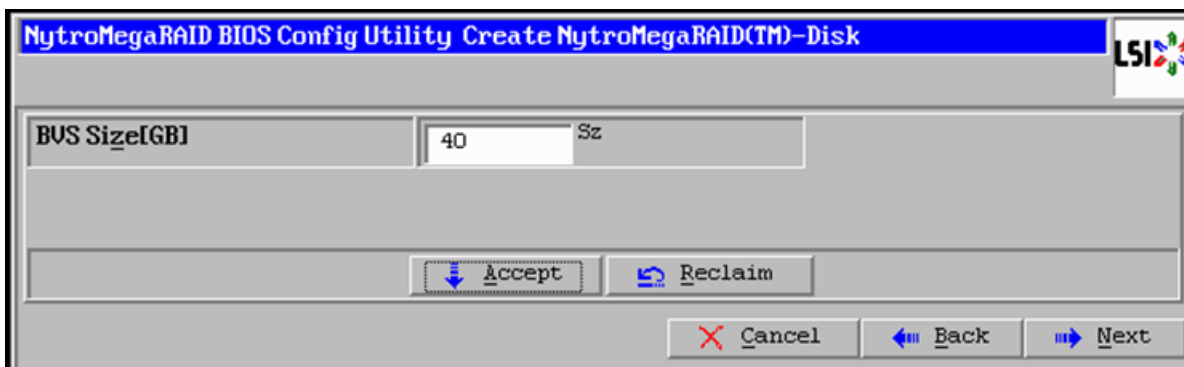 NytroMegaRAID BIOS Config Utility Create NytroMegaRAID(TM)-Disk
LSI
BVS Size[GB] 40 Sz
Accept Reclaim
Cancel Back Next